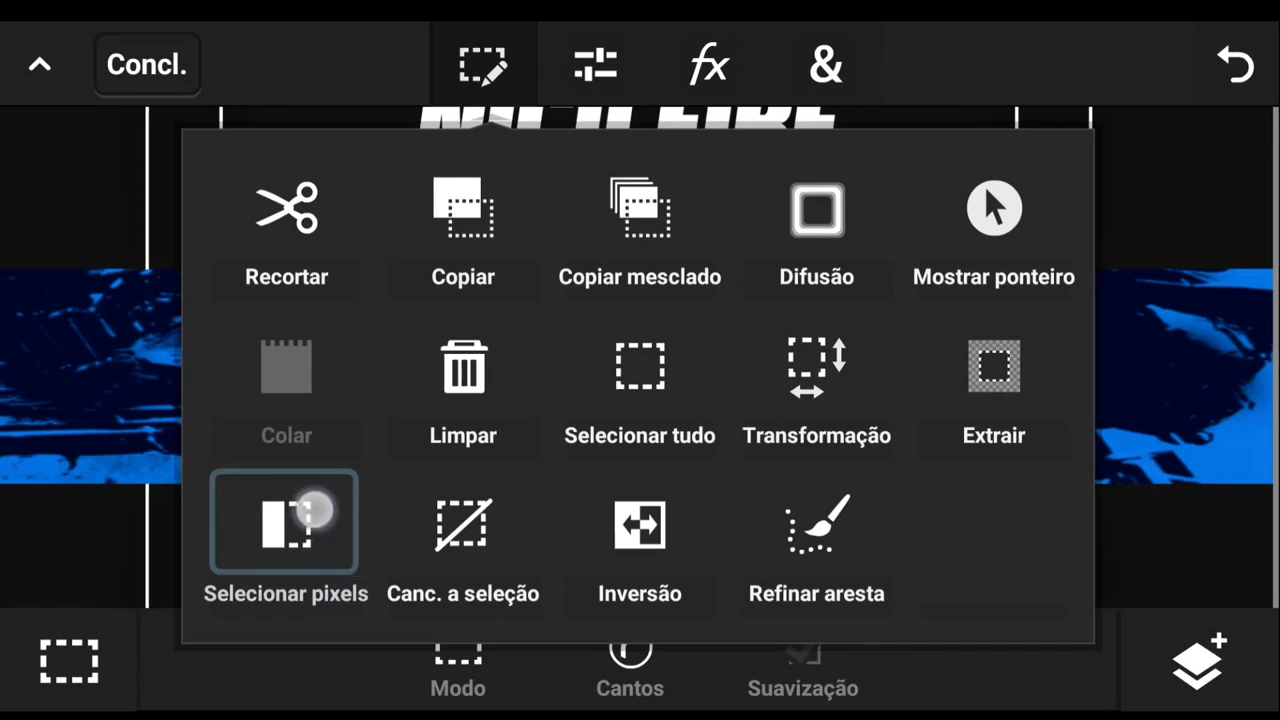 Concl.
fx
&
Recortar
Copiar
Copiar mesclado
Difusão
Mostrar ponteiro
Colar
Limpar
Selecionar tudo
Transformação
Extrair
Selecionar pixels
Canc. a seleção
Inversão
Refinar aresta
Modo
Cantos
Suavização